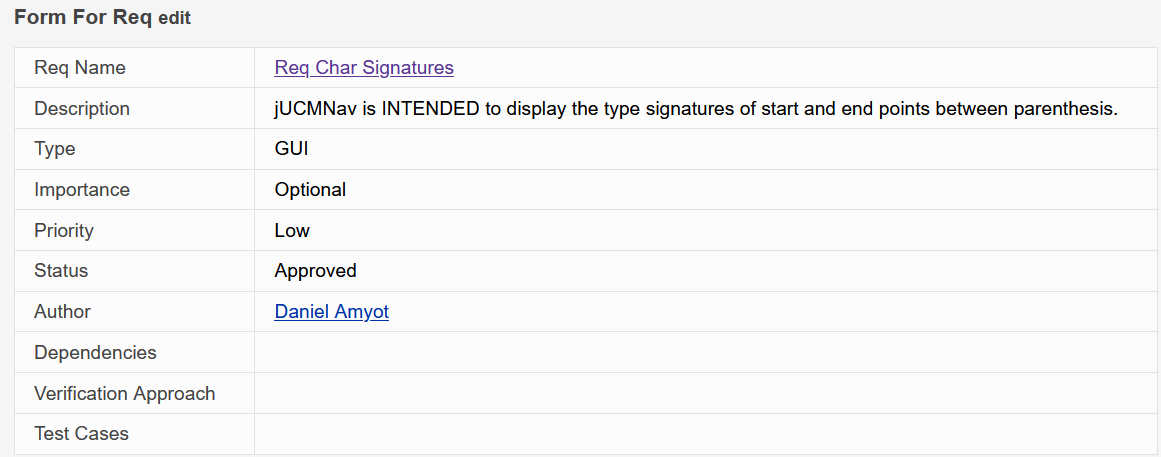 Form For Req edit
Req Name Req Char Signatures
Description jUCMNav is INTENDED to display the type signatures of start and end points between parenthesis.
Type GUI
Importance Optional
Priority Low
Status Approved
Author Daniel Amyot
Dependencies
Verification Approach
Test Cases